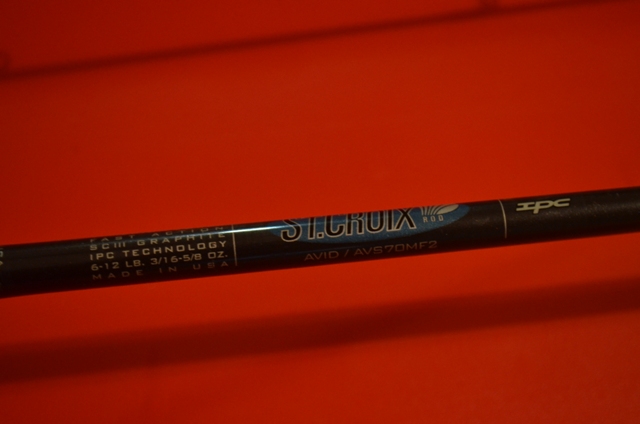 FAST ACTION
SCIII GRAPHITE
IPC TECHNOLOGY
6-12 LB. 3/16-5/8 OZ.
MADE IN USA
ST.CROIX
ROD
AVID / AVS70MF2
IPC